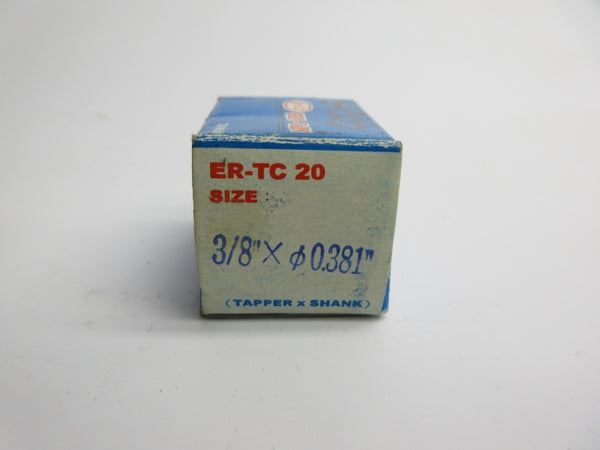 ER-TC 20
SIZE :
3/8" × ϕ0.381"
(TAPPER x SHANK)